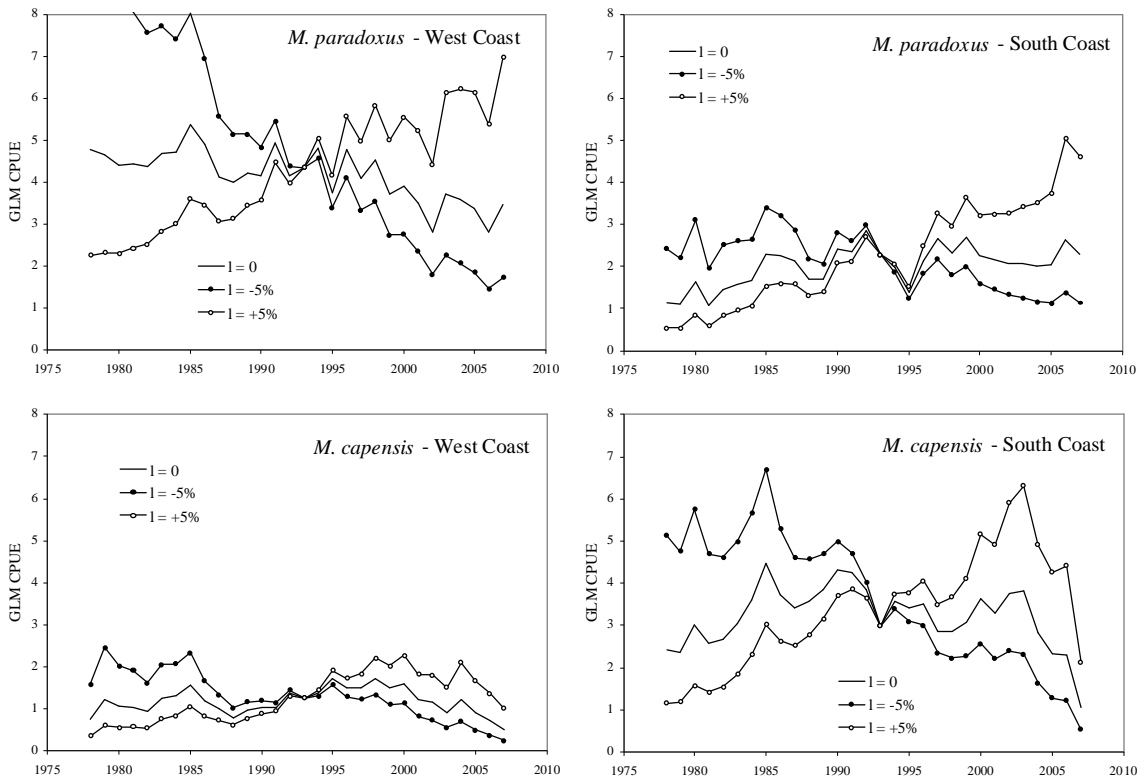 M. paradoxus - West Coast
GLM CPUE
8
7
6
5
4
3
2
1
0
l = 0
l = -5%
l = +5%
1975 1980 1985 1990 1995 2000 2005 2010
M. paradoxus - South Coast
GLM CPUE
8
7
6
5
4
3
2
1
0
l = 0
l = -5%
l = +5%
1975 1980 1985 1990 1995 2000 2005 2010
M. capensis - West Coast
GLM CPUE
8
7
6
5
4
3
2
1
0
l = 0
l = -5%
l = +5%
1975 1980 1985 1990 1995 2000 2005 2010
M. capensis - South Coast
GLM CPUE
8
7
6
5
4
3
2
1
0
l = 0
l = -5%
l = +5%
1975 1980 1985 1990 1995 2000 2005 2010